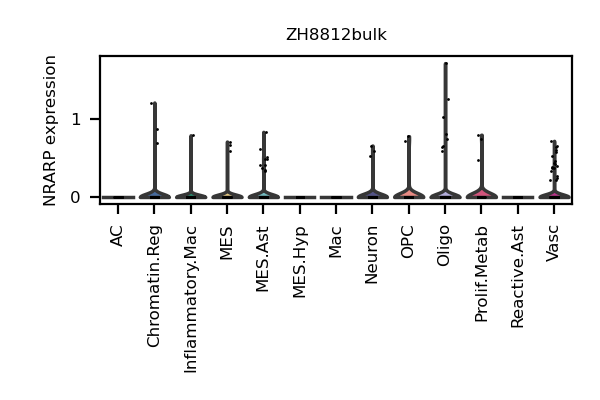 ZH8812bulk
NRARP expression
1
0
AC
Chromatin.Reg
Inflammatory.Mac
MES
MES.Ast
MES.Hyp
Mac
Neuron
OPC
Oligo
Prolif.Metab
Reactive.Ast
Vasc